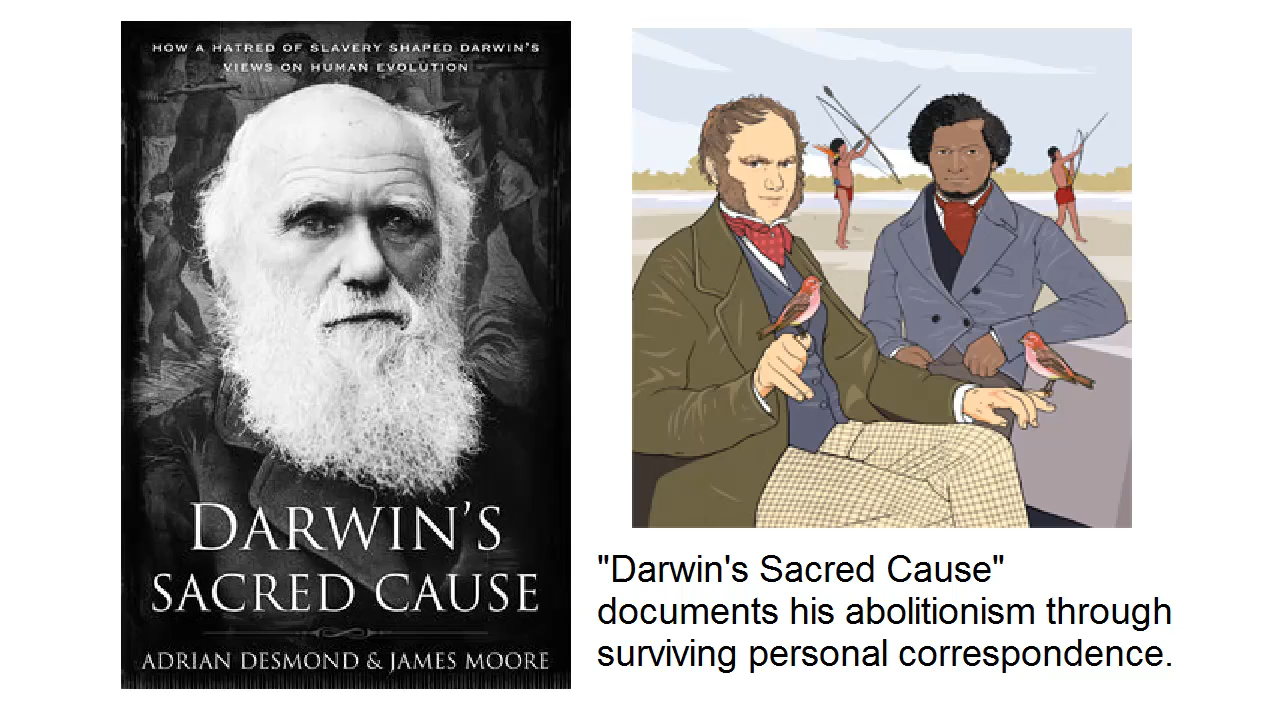 HOW A HATRED OF SLAVERY SHAPED DARWIN'S
VIEWS ON HUMAN EVOLUTION
DARWIN'S
SACRED CAUSE
ADRIAN DESMOND & JAMES MOORE
"Darwin's Sacred Cause"
documents his abolitionism through
surviving personal correspondence.